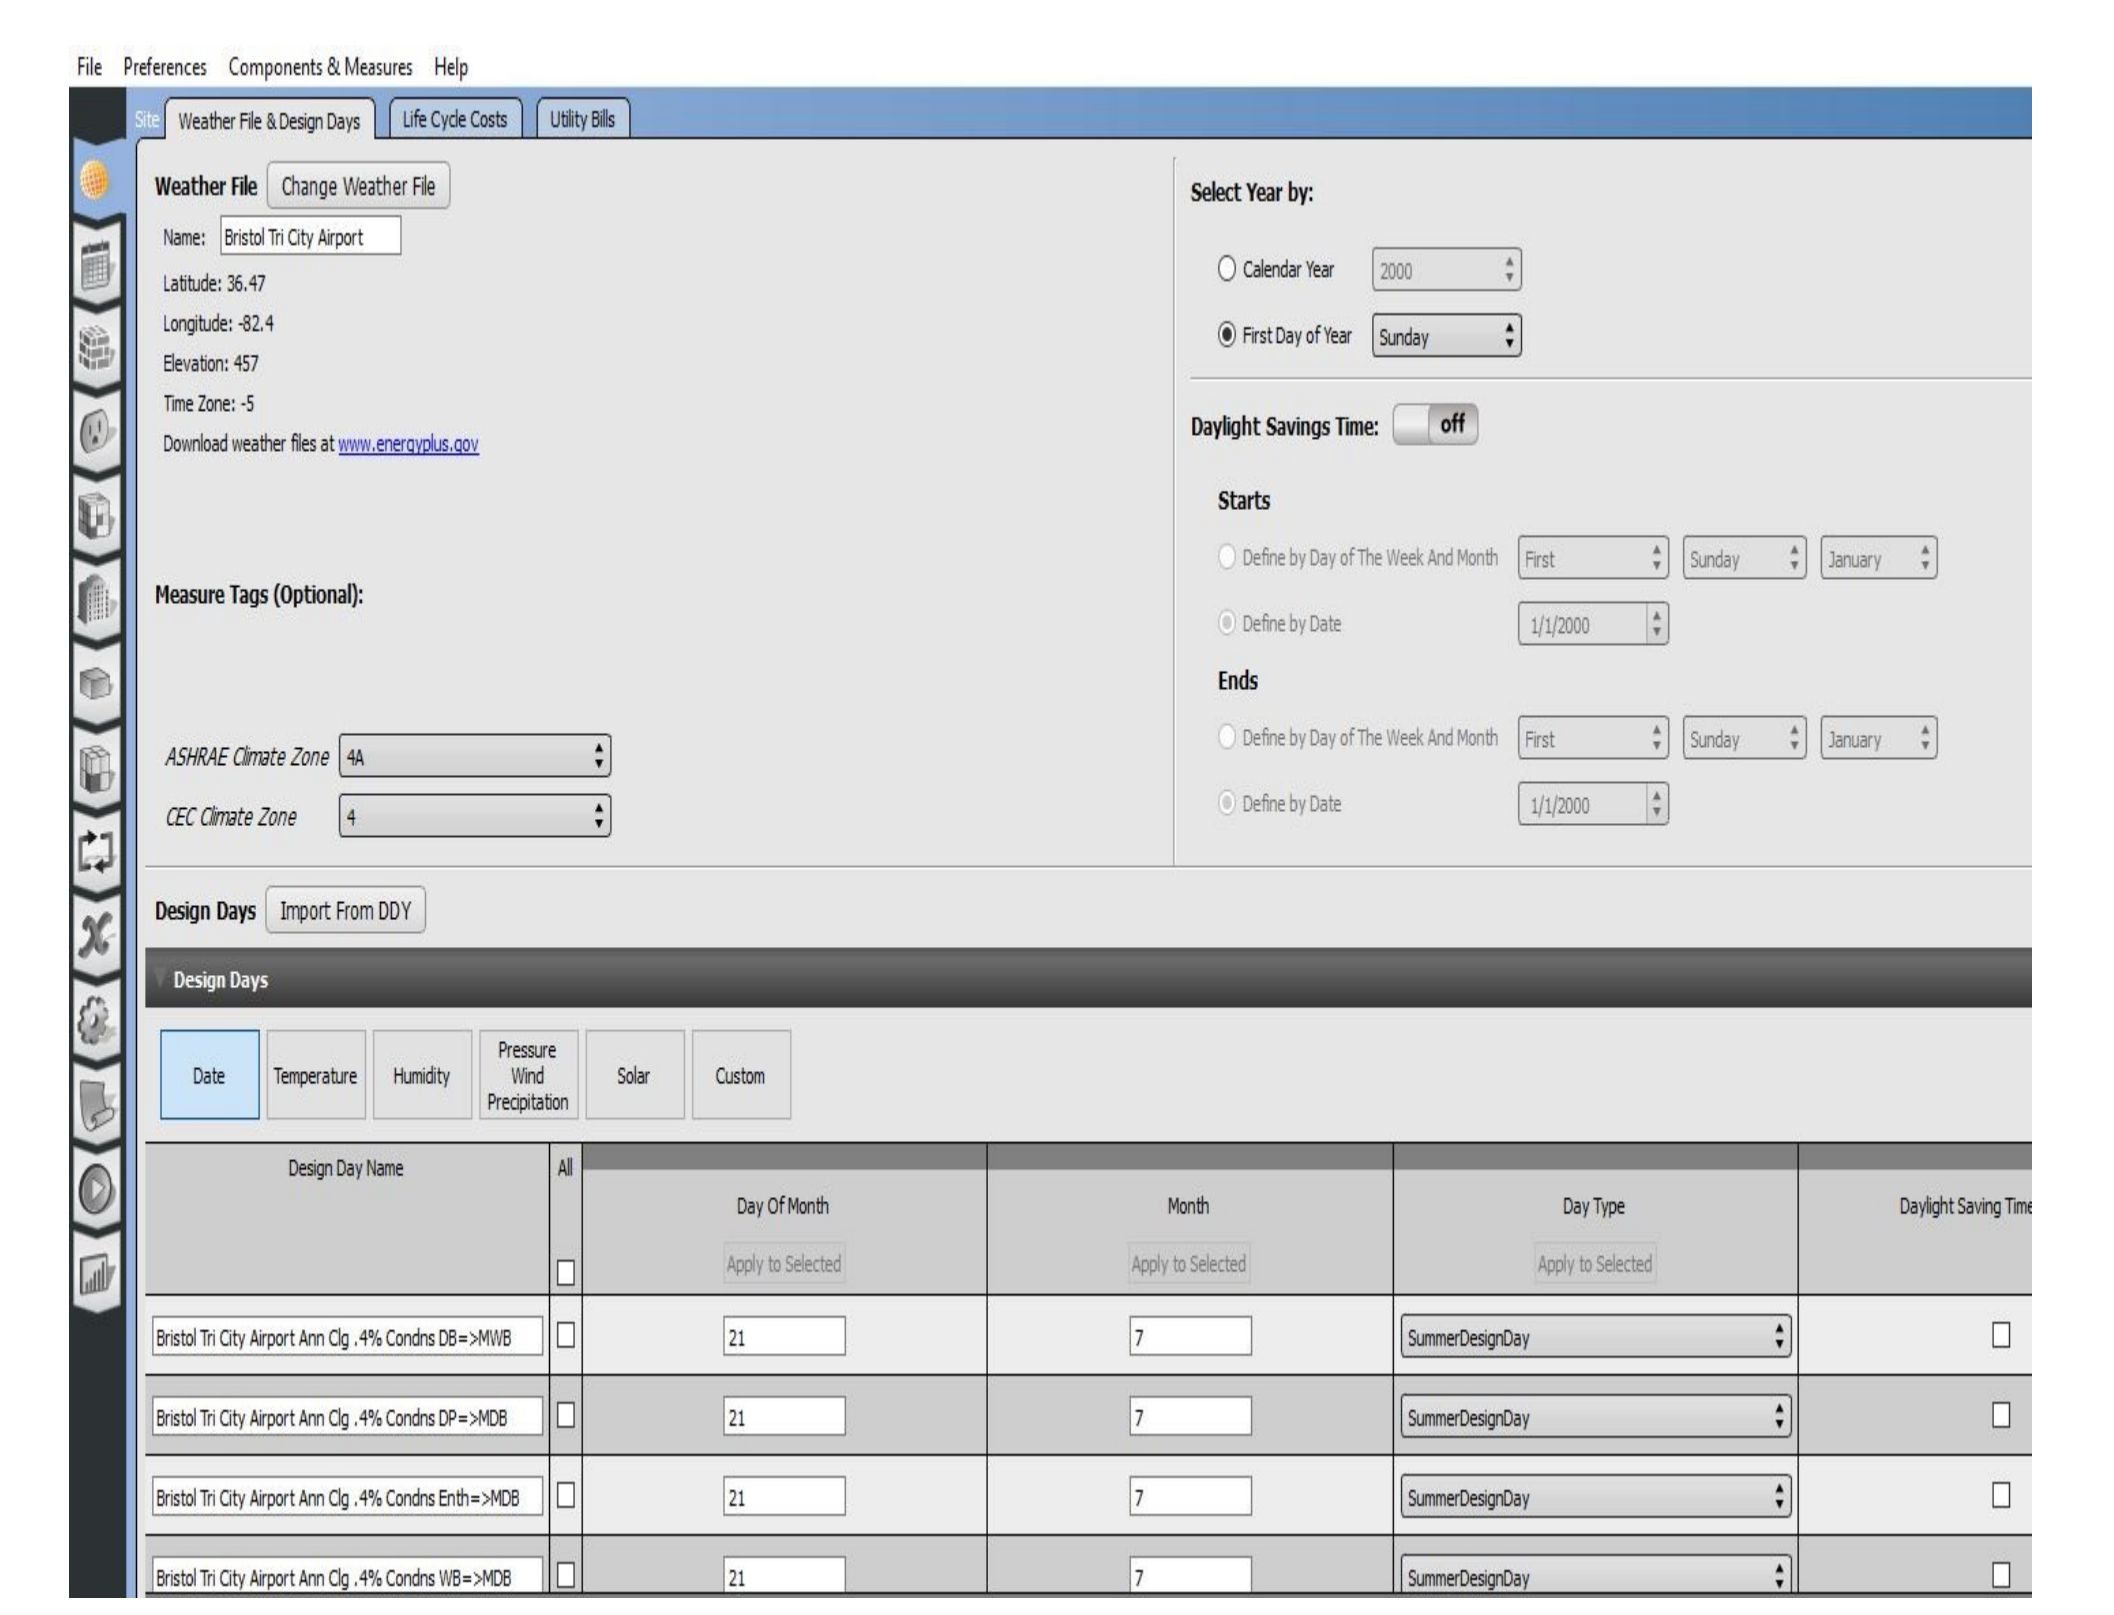 File Preferences Components & Measures Help
Site Weather File & Design Days Life Cycle Costs Utility Bills
Weather File Change Weather File
Name: Bristol Tri City Airport
Latitude: 36.47
Longitude: -82.4
Elevation: 457
Time Zone: -5
Download weather files at www.energyplus.gov
Measure Tags (Optional):
ASHRAE Climate Zone 4A
CEC Climate Zone 4
Select Year by:
Calendar Year 2000
First Day of Year Sunday
Daylight Savings Time: off
Starts
Define by Day of The Week And Month First Sunday January
Define by Date 1/1/2000
Ends
Define by Day of The Week And Month First Sunday January
Define by Date 1/1/2000
Design Days Import From DDY
Design Days
Date Temperature Humidity Pressure Wind Precipitation Solar Custom
Design Day Name All Day Of Month Month Day Type Daylight Saving Time
Apply to Selected Apply to Selected Apply to Selected
Bristol Tri City Airport Ann Clg .4% Condns DB=>MWB 21 7 SummerDesignDay
Bristol Tri City Airport Ann Clg .4% Condns DP=>MDB 21 7 SummerDesignDay
Bristol Tri City Airport Ann Clg .4% Condns Enth=>MDB 21 7 SummerDesignDay
Bristol Tri City Airport Ann Clg .4% Condns WB=>MDB 21 7 SummerDesignDay